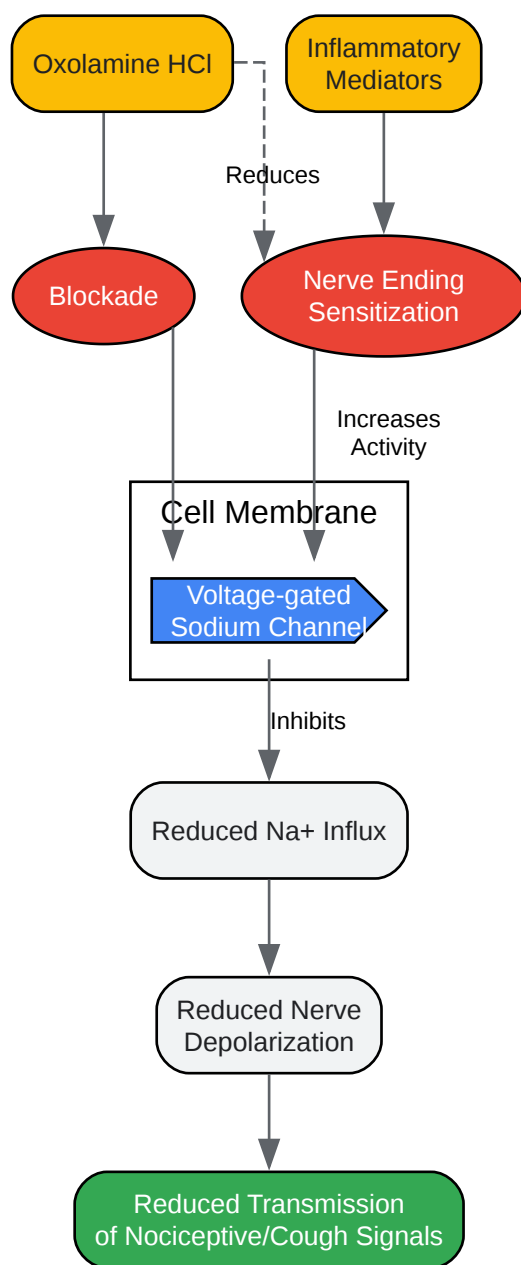 Oxolamine HCl
Inflammatory
Mediators
Reduces
Blockade
Nerve Ending
Sensitization
Increases
Activity
Cell Membrane
Voltage-gated
Sodium Channel
Inhibits
Reduced Na+ Influx
Reduced Nerve
Depolarization
Reduced Transmission
of Nociceptive/Cough Signals